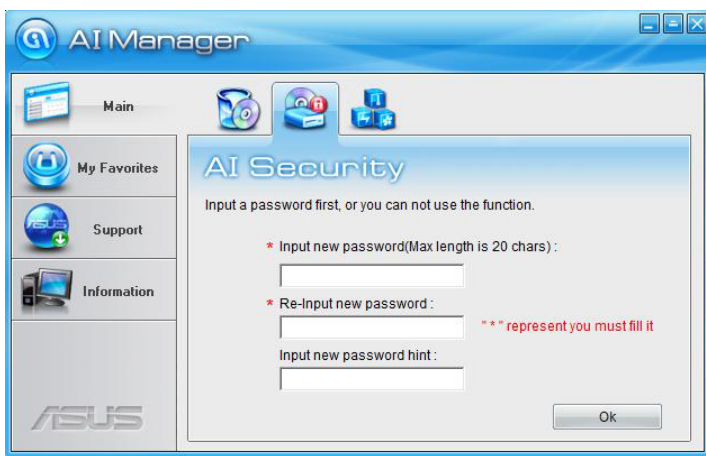 AI Manager
Main
My Favorites
Support
Information
ASUS
AI Security
Input a password first, or you can not use the function.
* Input new password(Max length is 20 chars) :
* Re-Input new password :
"*" represent you must fill it
Input new password hint :
Ok